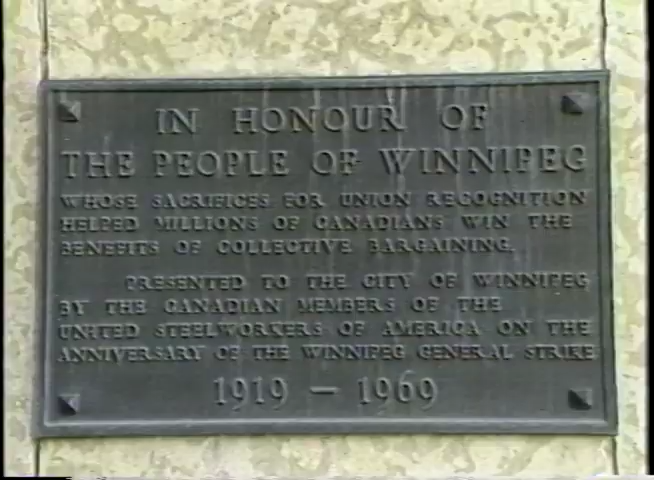 IN HONOUR OF
THE PEOPLE OF WINNIPEG
WHOSE SACRIFICES FOR UNION RECOGNITION
HELPED MILLIONS OF CANADIANS WIN THE
BENEFITS OF COLLECTIVE BARGAINING.
PRESENTED TO THE CITY OF WINNIPEG
BY THE CANADIAN MEMBERS OF THE
UNITED STEELWORKERS OF AMERICA ON THE
ANNIVERSARY OF THE WINNIPEG GENERAL STRIKE
1919 – 1969